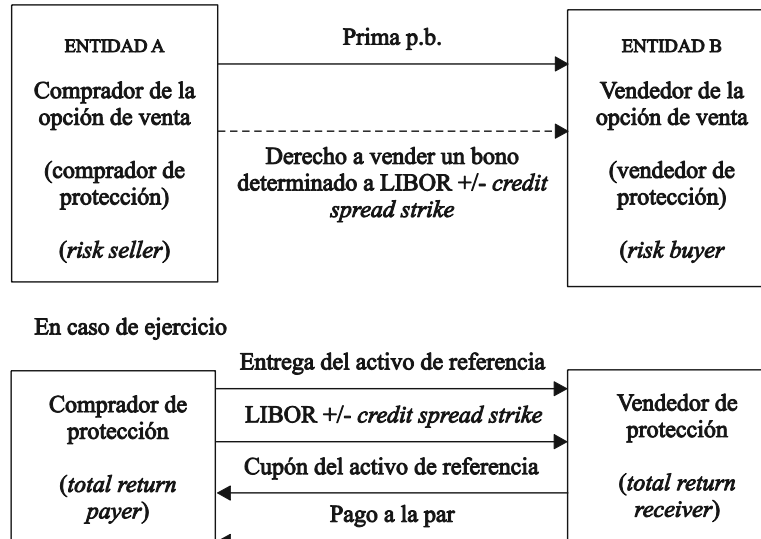 ENTIDAD A
Comprador de la
opción de venta
(comprador de
protección)
(risk seller)
Prima p.b.
Derecho a vender un bono
determinado a LIBOR +/- credit
spread strike
ENTIDAD B
Vendedor de la
opción de venta
(vendedor de
protección)
(risk buyer
En caso de ejercicio
Comprador de
protección
(total return
payer)
Entrega del activo de referencia
LIBOR +/- credit spread strike
Cupón del activo de referencia
Pago a la par
Vendedor de
protección
(total return
receiver)